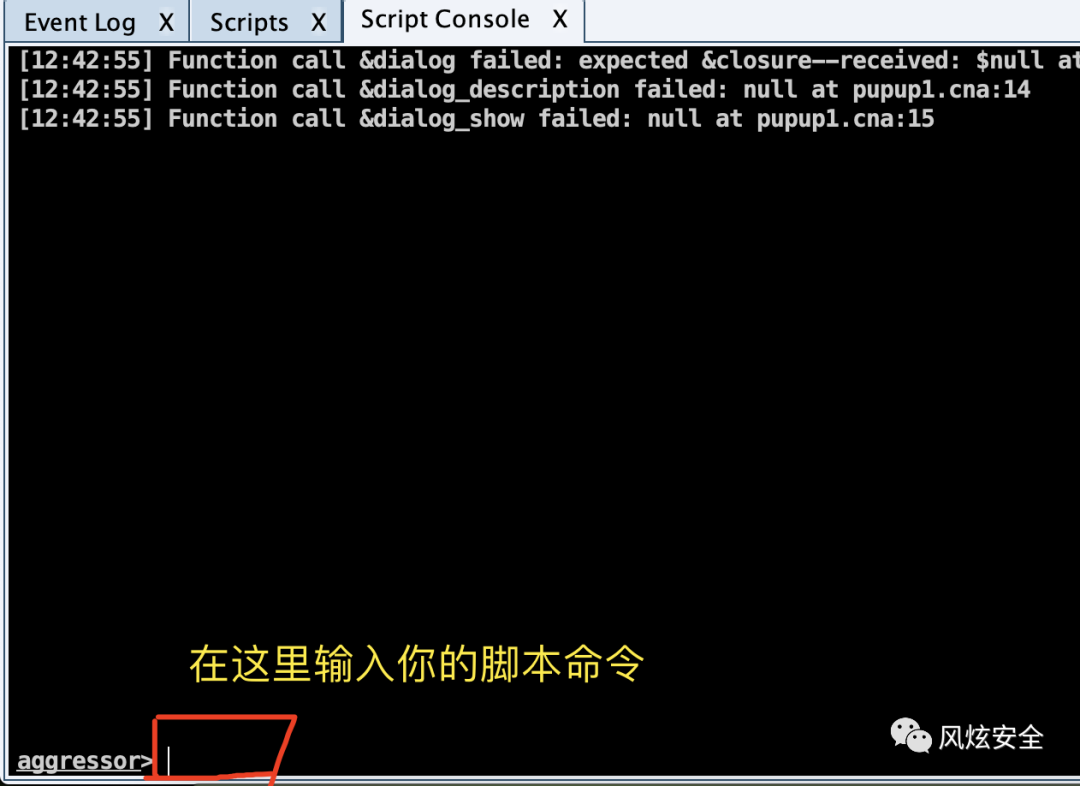 Event Log X Scripts X Script Console X
[12:42:55] Function call &dialog failed: expected &closure--received: $null at
[12:42:55] Function call &dialog_description failed: null at pupup1.cna:14
[12:42:55] Function call &dialog_show failed: null at pupup1.cna:15
在这里输入你的脚本命令
风炫安全
aggressor>